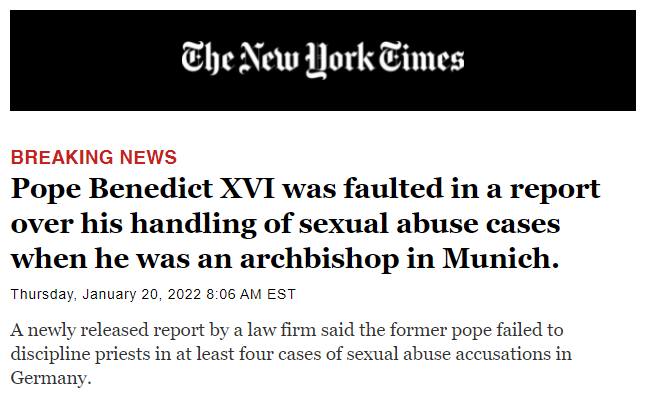 The New York Times
BREAKING NEWS
Pope Benedict XVI was faulted in a report
over his handling of sexual abuse cases
when he was an archbishop in Munich.
Thursday, January 20, 2022 8:06 AM EST
A newly released report by a law firm said the former pope failed to
discipline priests in at least four cases of sexual abuse accusations in
Germany.